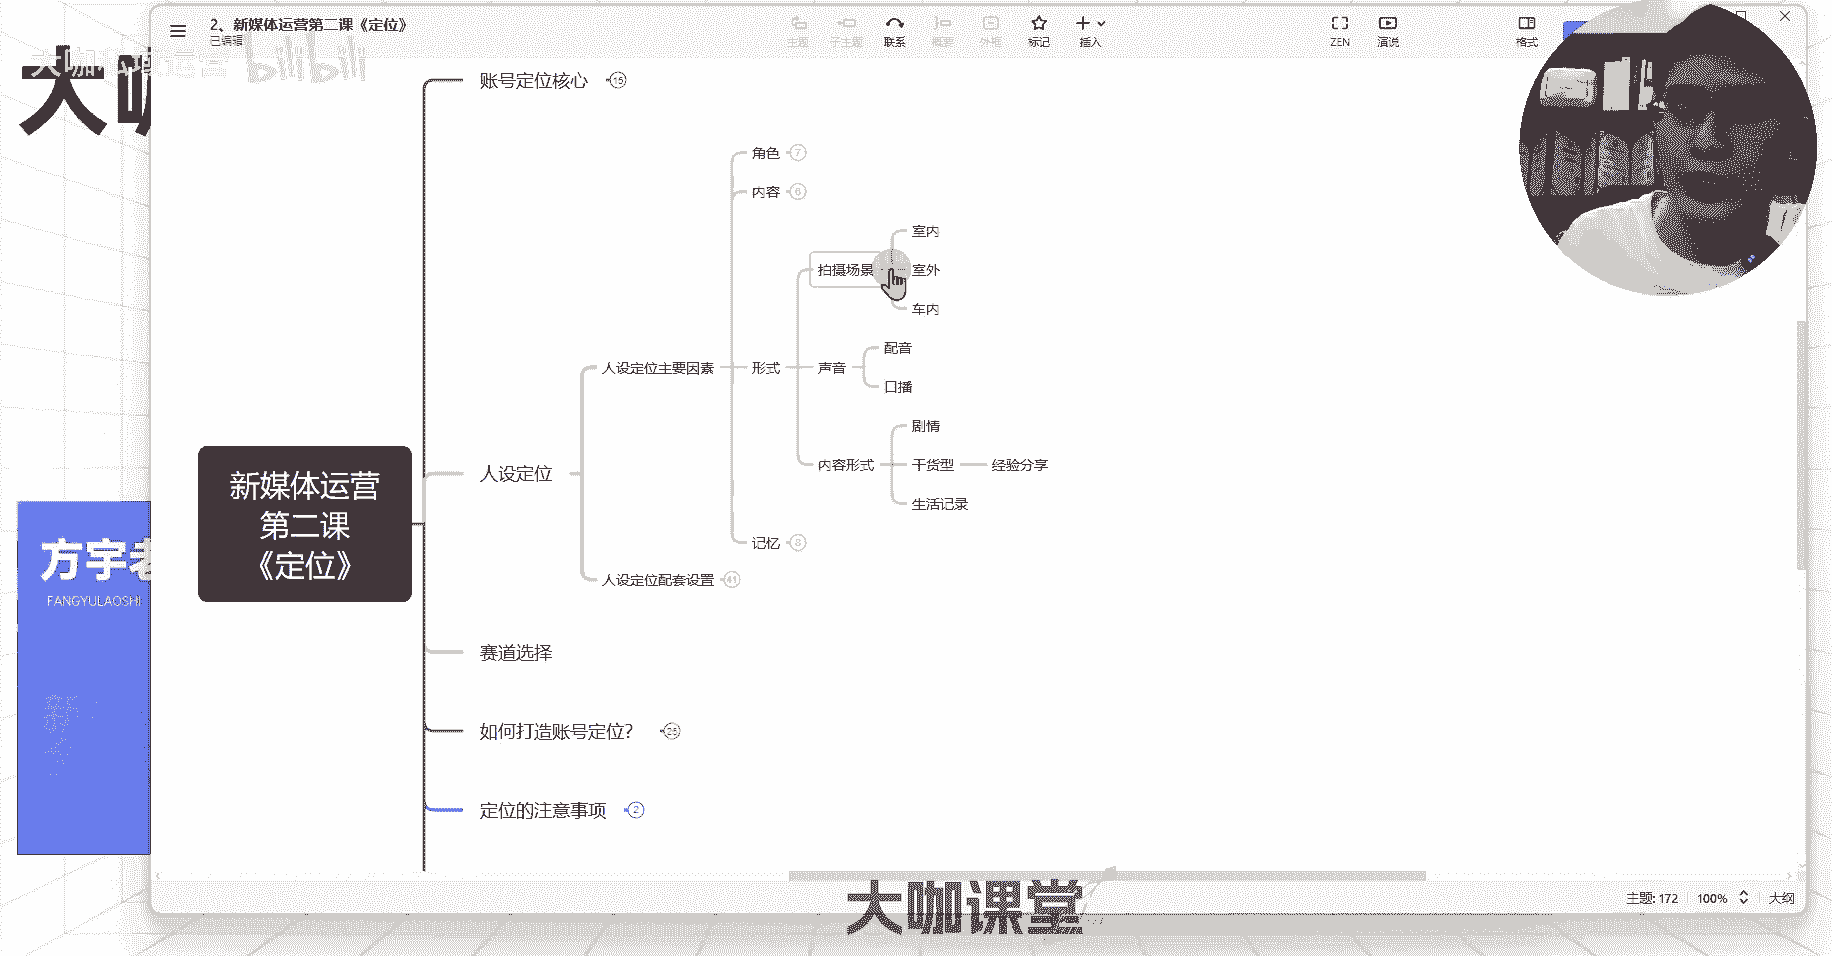 2、新媒体运营第二课《定位》
已编辑
主题
子主题
联系
概要
外框
标记
插入
ZEN
演说
格式
bilibili
大咖
账号定位核心
15
角色
7
内容
6
室内
拍摄场景
室外
车内
配音
人设定位主要因素
形式
声音
口播
剧情
内容形式
干货型
经验分享
生活记录
人设定位
记忆
8
人设定位配套设置
41
新媒体运营
第二课
《定位》
方宇老
FANGYULAOSHI
赛道选择
如何打造账号定位？
定位的注意事项
2
大咖课堂
主题: 172
100%
大纲